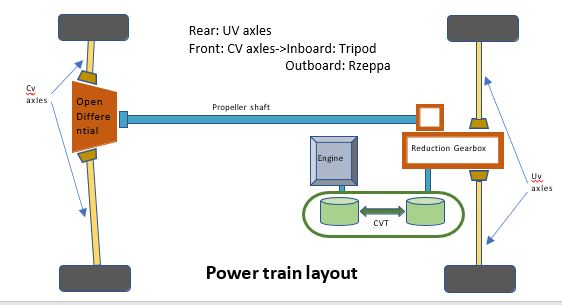 Rear: UV axles
Front: CV axles->Inboard: Tripod
Outboard: Rzeppa
Cv
axles
Open
Differe
ntial
Propeller shaft
Engine
Reduction Gearbox
Uv
axles
CVT
Power train layout